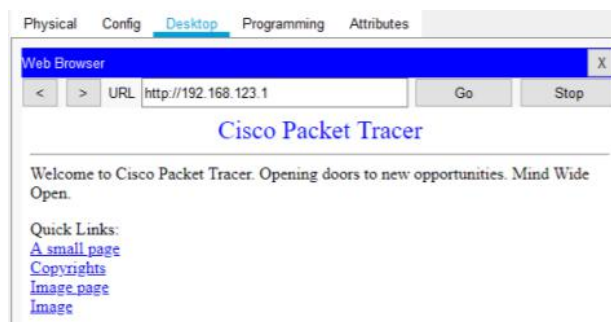 Physical Config Desktop Programming Attributes
Web Browser X
< > URL http://192.168.123.1 Go Stop
Cisco Packet Tracer
Welcome to Cisco Packet Tracer. Opening doors to new opportunities. Mind Wide
Open.
Quick Links:
A small page
Copyrights
Image page
Image